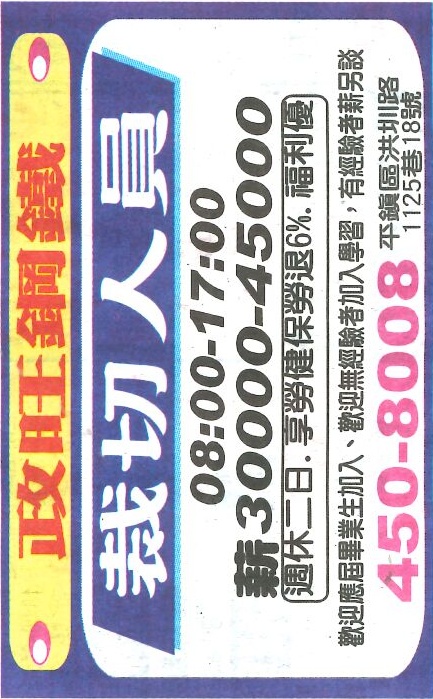 政旺鋼鐵
裁切人員
08:00-17:00
薪30000-45000
週休二日.享勞健保勞退6%.福利優
歡迎應屆畢業生加入、歡迎無經驗者加入學習,有經驗者薪另談
450-8008
平鎮區洪圳路
1125巷18號